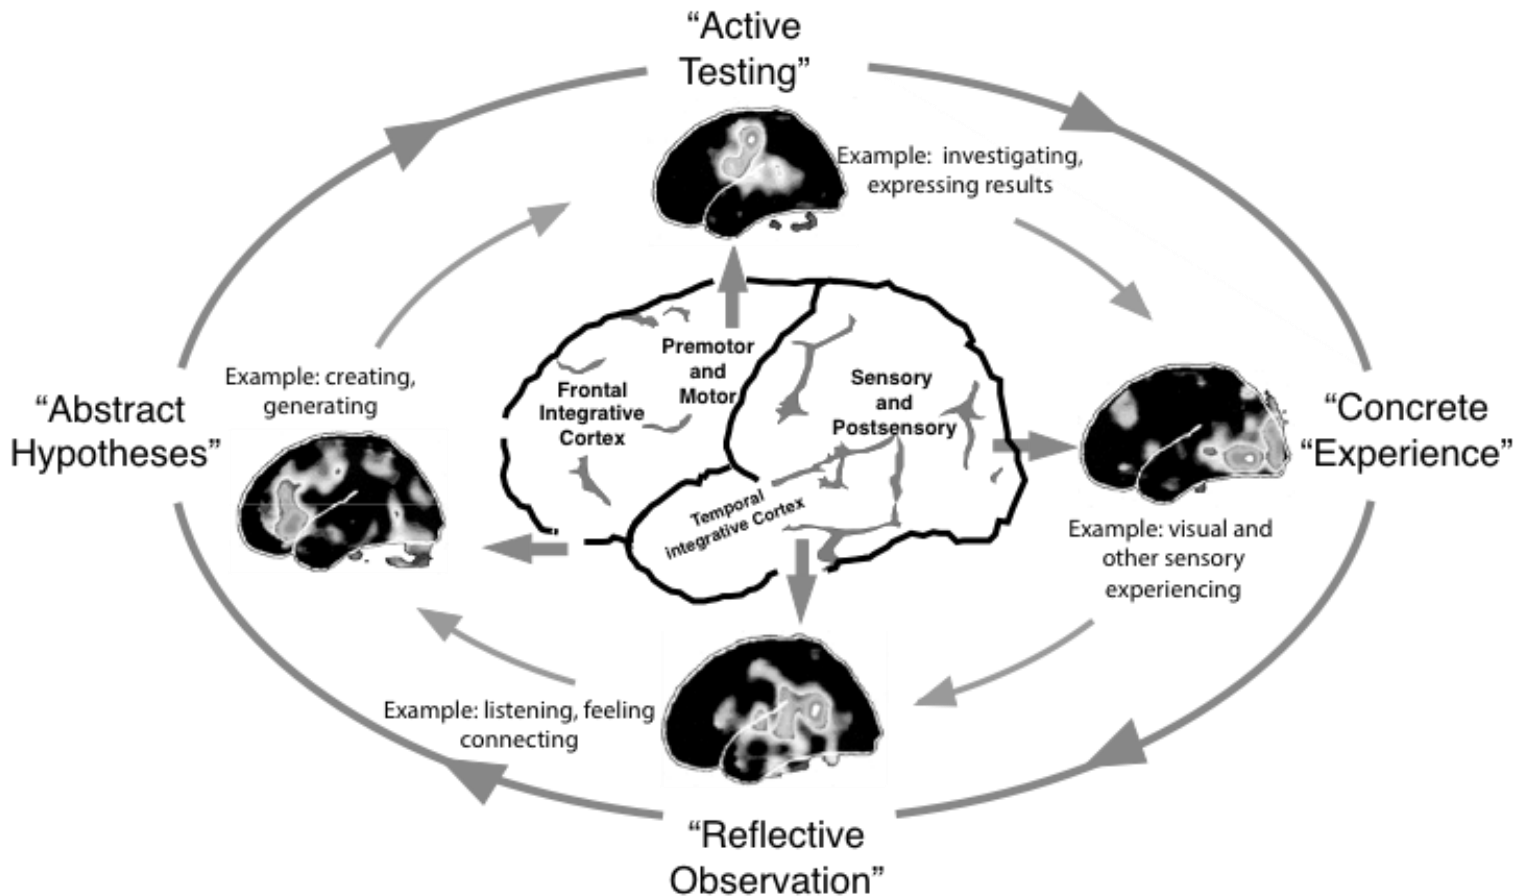 “Active
Testing”
Example: investigating,
expressing results
Premotor
and
Motor
Frontal
Integrative
Cortex
Sensory
and
Postsensory
Temporal
integrative Cortex
Example: creating,
generating
“Abstract
Hypotheses”
“Concrete
“Experience”
Example: visual and
other sensory
experiencing
Example: listening, feeling
connecting
“Reflective
Observation”